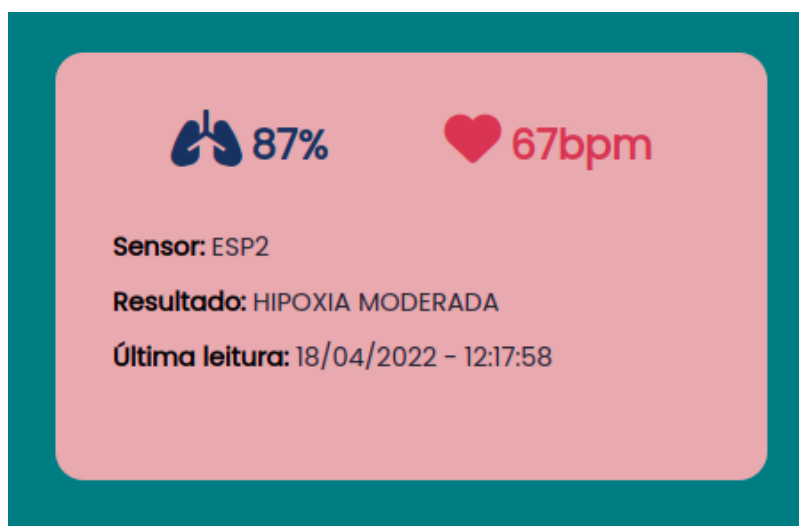 87% 67bpm
Sensor: ESP2
Resultado: HIPOXIA MODERADA
Última leitura: 18/04/2022 - 12:17:58